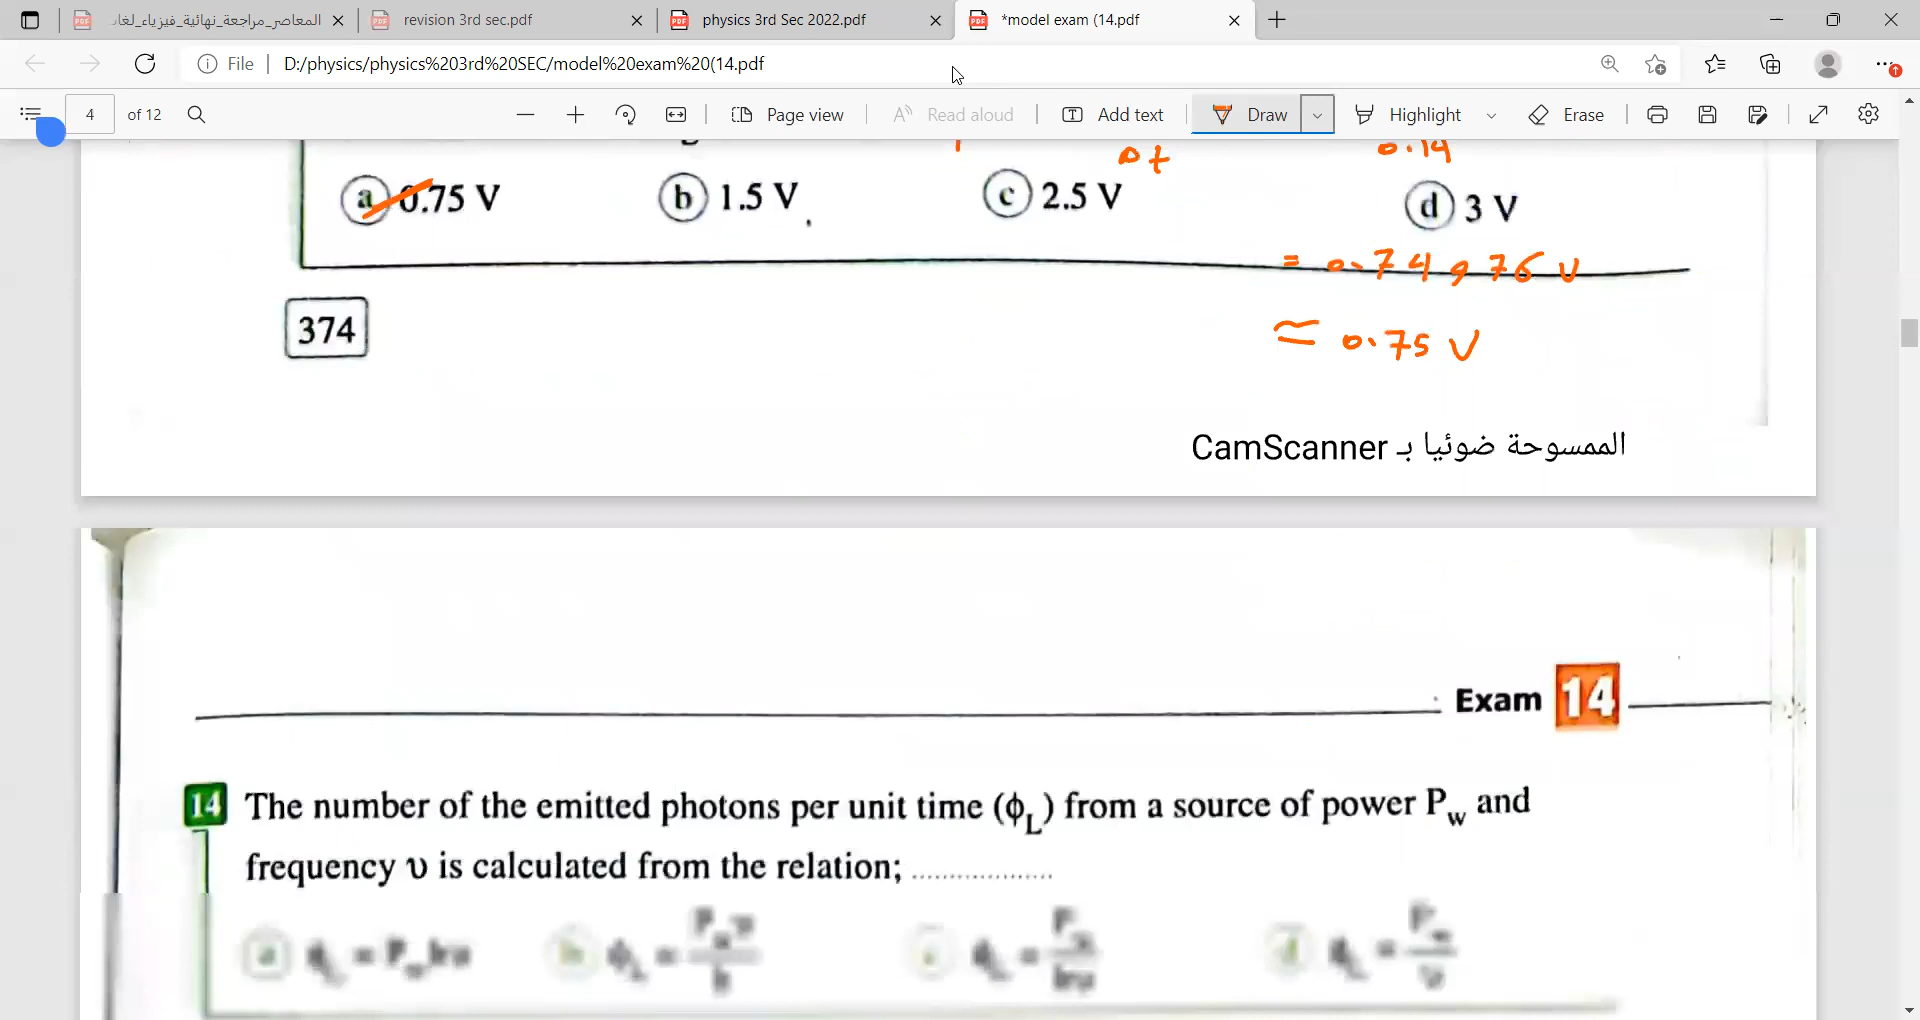 المعاصر_مراجعة_نهائية_فيزياء_لغا
revision 3rd sec.pdf
physics 3rd Sec 2022.pdf
*model exam (14.pdf
File
D:/physics/physics%203rd%20SEC/model%20exam%20(14.pdf
4 of 12
Page view
Read aloud
Add text
Draw
Highlight
Erase
Δt
0.14
a 0.75 V
b 1.5 V
c 2.5 V
d 3 V
= 0.74976 V
≃ 0.75 V
374
الممسوحة ضوئيا بـ CamScanner
Exam 14
14 The number of the emitted photons per unit time (ϕL) from a source of power Pw and
frequency υ is calculated from the relation; ..................